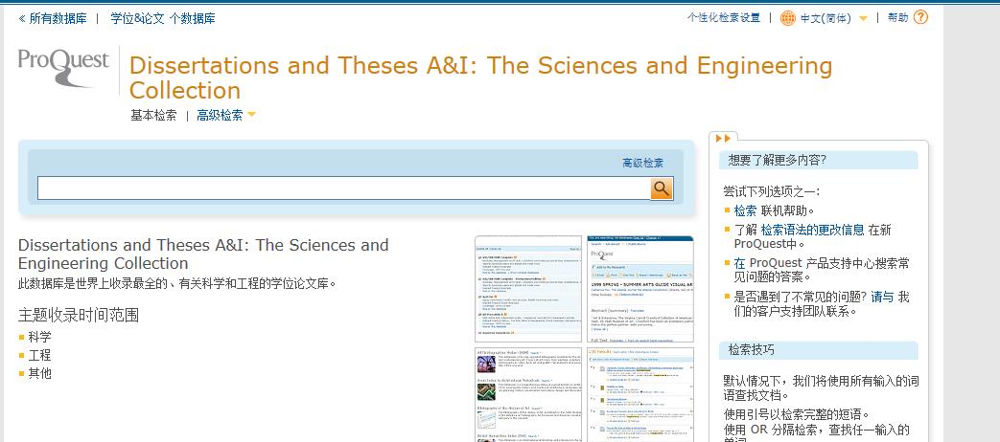 « 所有数据库 | 学位&论文 个数据库
个性化检索设置 | 中文(简体) | 帮助 ?
ProQuest
Dissertations and Theses A&I: The Sciences and Engineering
Collection
基本检索 | 高级检索
高级检索
Dissertations and Theses A&I: The Sciences and
Engineering Collection
此数据库是世界上收录最全的、有关科学和工程的学位论文库。
主题收录时间范围
科学
工程
其他
ProQuest
1999 SPRING - SUMMER ARTS GUIDE VISUAL AR
Abstract (summary)
想要了解更多内容?
尝试下列选项之一:
检索 联机帮助。
了解 检索语法的更改信息 在新
ProQuest中。
在 ProQuest 产品支持中心搜索常
见问题的答案。
是否遇到了不常见的问题? 请与 我
们的客户支持团队联系。
检索技巧
默认情况下，我们将使用所有输入的词
语查找文档。
使用引号以检索完整的短语。
使用 OR 分隔检索，查找任一输入的